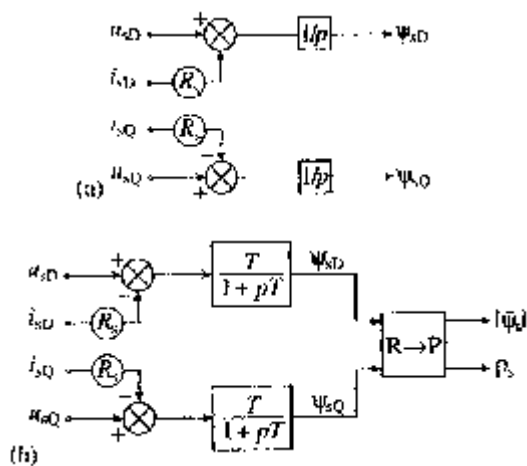 u_sD + 1/p ψ_sD
i_sD R_s
i_sQ R_s
−
(a) u_sQ + 1/p ψ_sQ
u_sD + T / 1 + pT ψ_sD
−
i_sD R_s |ψ̄_s|
R→P
i_sQ R_s ρ_s
−
u_sQ + T / 1 + pT ψ_sQ
(b)